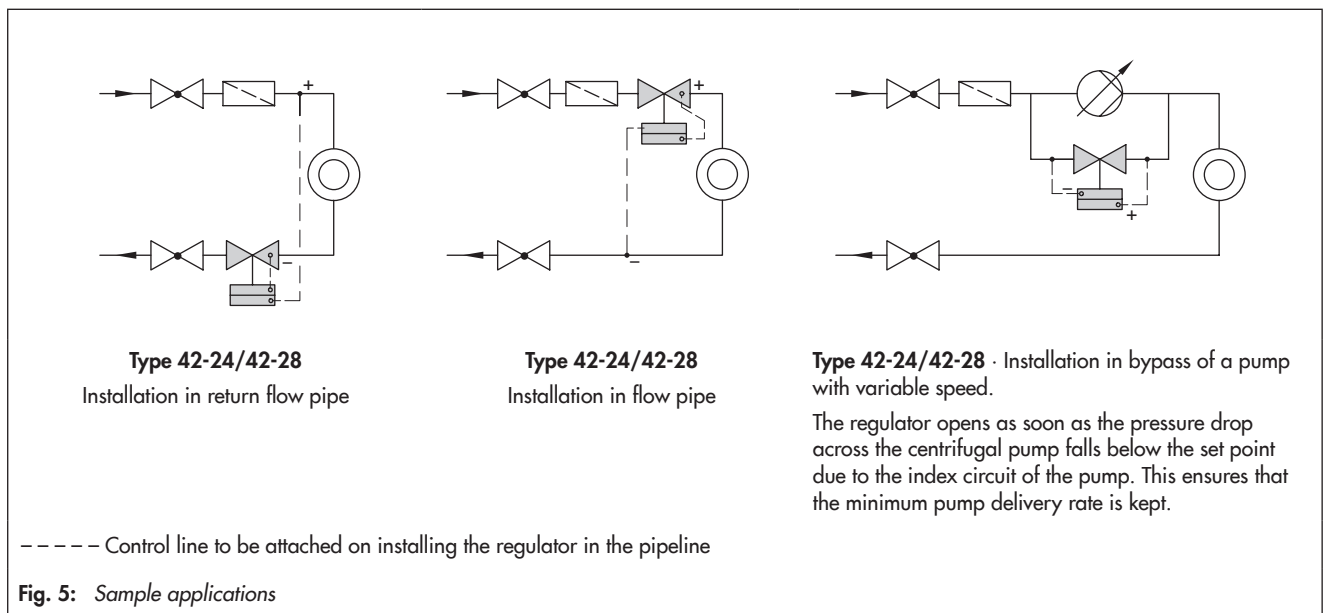 +
−
Type 42-24/42-28
Installation in return flow pipe
+
−
Type 42-24/42-28
Installation in flow pipe
−
+
Type 42-24/42-28 · Installation in bypass of a pump
with variable speed.
The regulator opens as soon as the pressure drop
across the centrifugal pump falls below the set point
due to the index circuit of the pump. This ensures that
the minimum pump delivery rate is kept.
– – – – – Control line to be attached on installing the regulator in the pipeline
Fig. 5: Sample applications